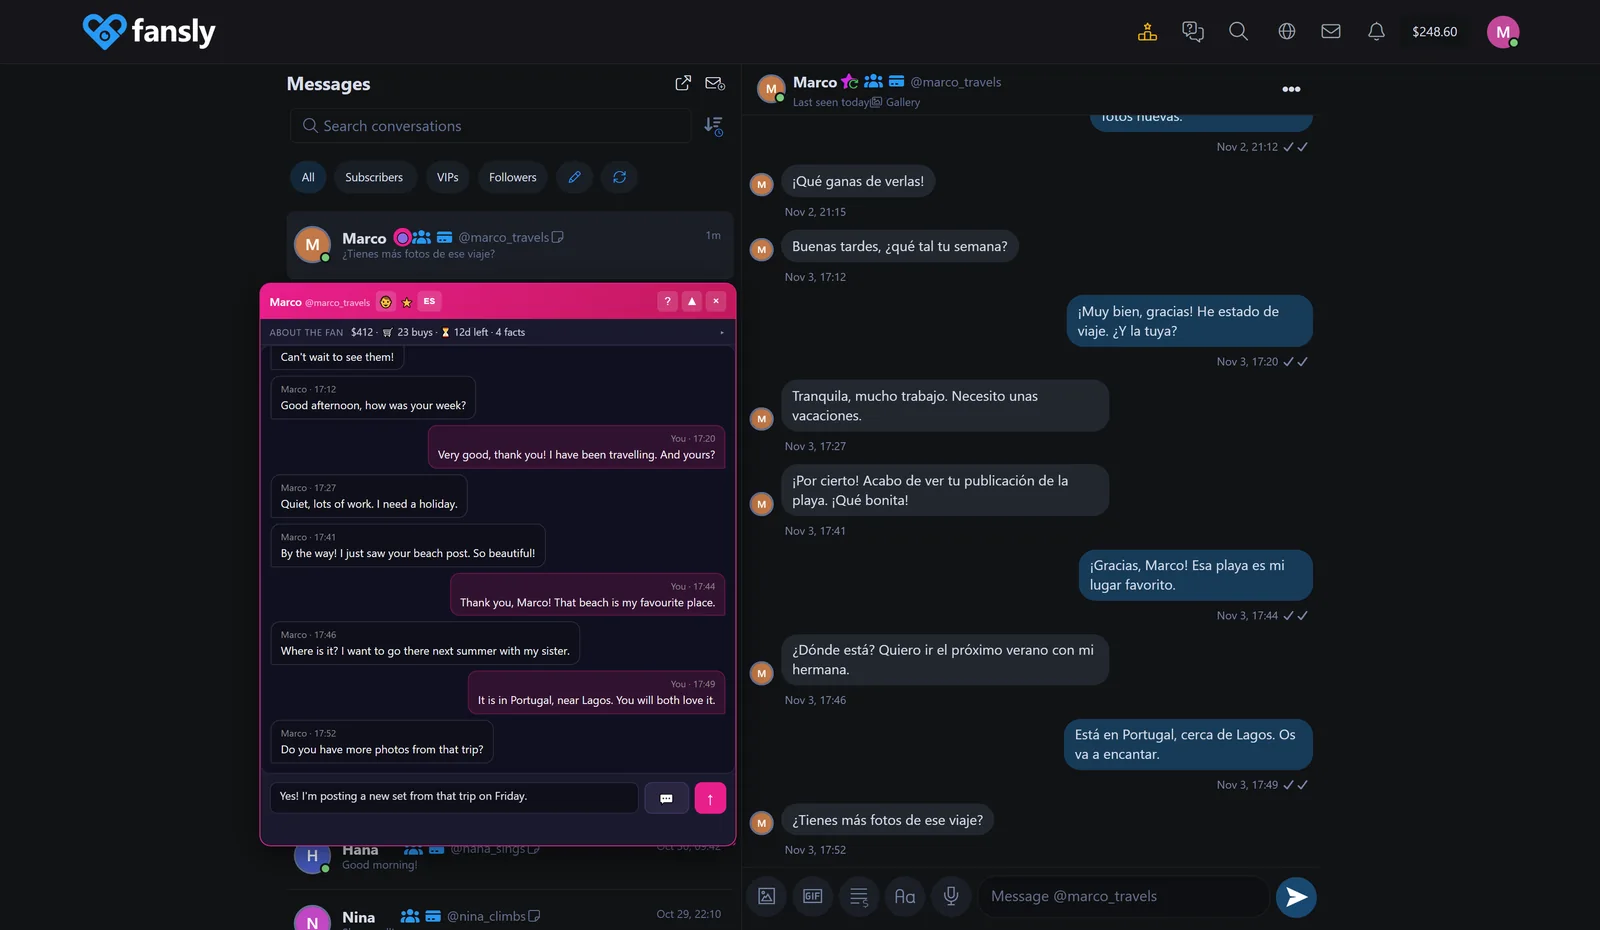 fansly
$248.60
M
Messages
Search conversations
All
Subscribers
VIPs
Followers
M
Marco
@marco_travels
1m
¿Tienes más fotos de ese viaje?
Marco @marco_travels
ES
?
ABOUT THE FAN $412 · 23 buys · 12d left · 4 facts
Can't wait to see them!
Marco · 17:12
Good afternoon, how was your week?
You · 17:20
Very good, thank you! I have been travelling. And yours?
Marco · 17:27
Quiet, lots of work. I need a holiday.
Marco · 17:41
By the way! I just saw your beach post. So beautiful!
You · 17:44
Thank you, Marco! That beach is my favourite place.
Marco · 17:46
Where is it? I want to go there next summer with my sister.
You · 17:49
It is in Portugal, near Lagos. You will both love it.
Marco · 17:52
Do you have more photos from that trip?
Yes! I'm posting a new set from that trip on Friday.
H
Hana
@hana_sings
Oct 30, 09:42
Good morning!
N
Nina
@nina_climbs
Oct 29, 22:10
M
Marco
@marco_travels
Last seen today
Gallery
fotos nuevas.
Nov 2, 21:12
M
¡Qué ganas de verlas!
Nov 2, 21:15
M
Buenas tardes, ¿qué tal tu semana?
Nov 3, 17:12
¡Muy bien, gracias! He estado de
viaje. ¿Y la tuya?
Nov 3, 17:20
Tranquila, mucho trabajo. Necesito unas
vacaciones.
M
Nov 3, 17:27
¡Por cierto! Acabo de ver tu publicación de la
playa. ¡Qué bonita!
M
Nov 3, 17:41
¡Gracias, Marco! Esa playa es mi
lugar favorito.
Nov 3, 17:44
¿Dónde está? Quiero ir el próximo verano con mi
hermana.
M
Nov 3, 17:46
Está en Portugal, cerca de Lagos. Os
va a encantar.
Nov 3, 17:49
M
¿Tienes más fotos de ese viaje?
Nov 3, 17:52
GIF
Aa
Message @marco_travels